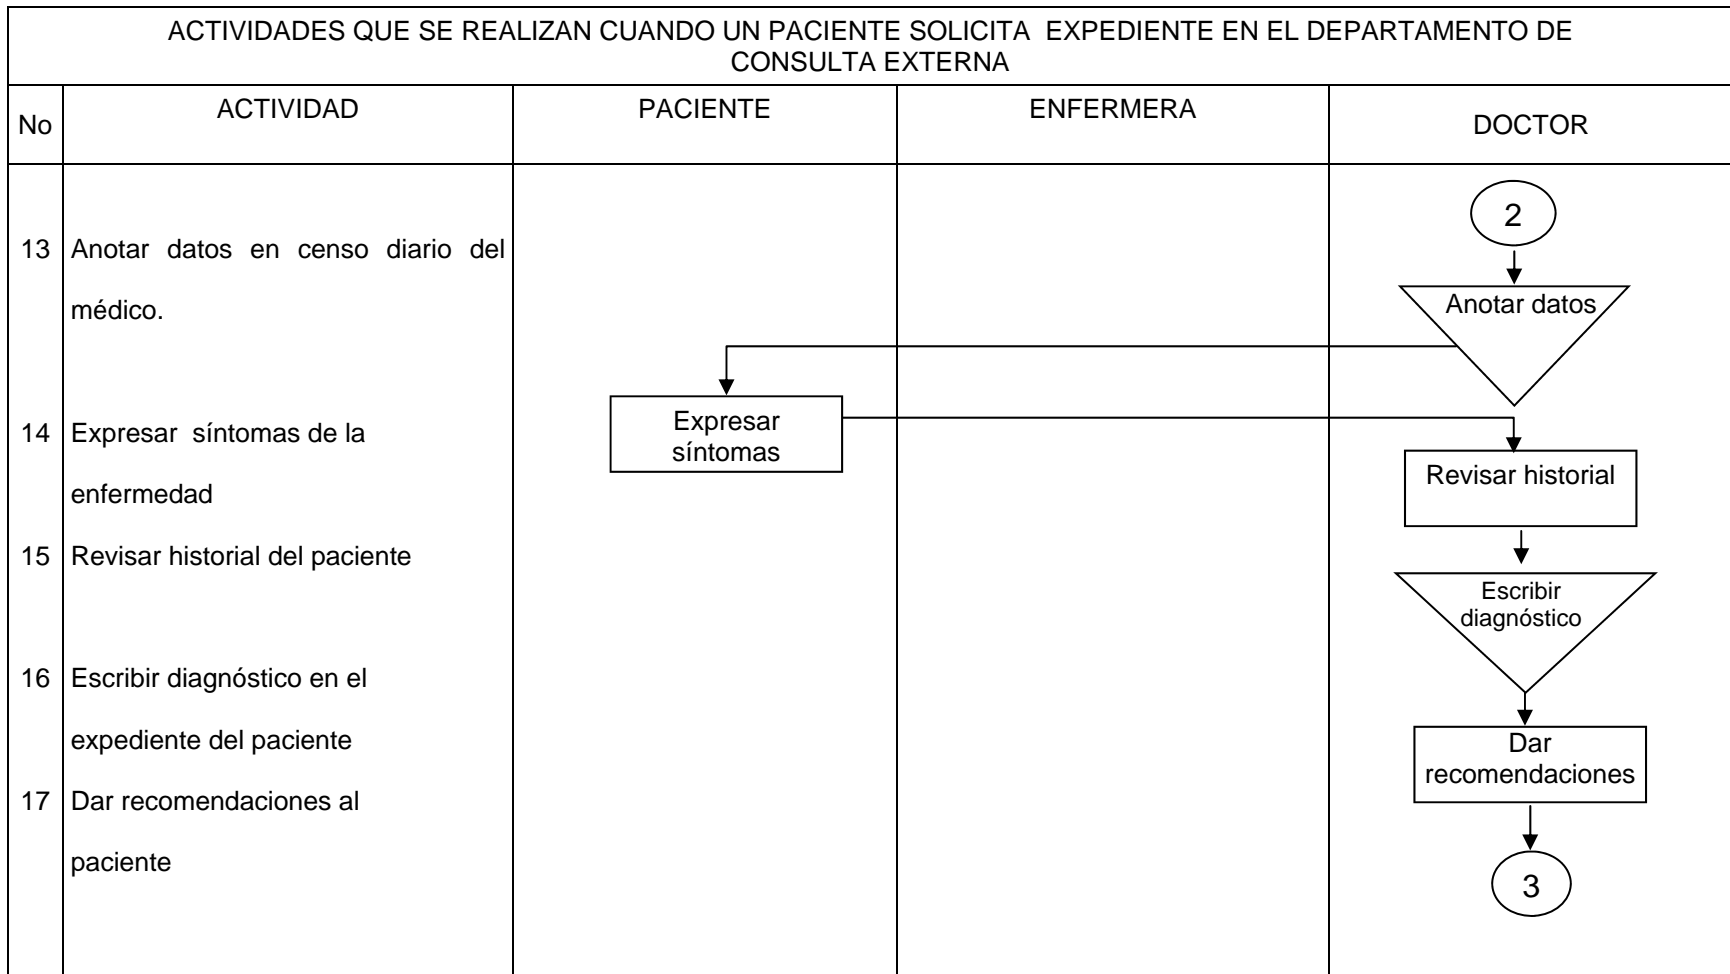 ACTIVIDADES QUE SE REALIZAN CUANDO UN PACIENTE SOLICITA  EXPEDIENTE EN EL DEPARTAMENTO DE
CONSULTA EXTERNA
No
ACTIVIDAD
PACIENTE
ENFERMERA
DOCTOR
2
13
Anotar datos en censo diario del
médico.
Anotar datos
14
Expresar  síntomas de la
enfermedad
Expresar
síntomas
Revisar historial
15
Revisar historial del paciente
Escribir
diagnóstico
16
Escribir diagnóstico en el
expediente del paciente
Dar
recomendaciones
17
Dar recomendaciones al
paciente
3